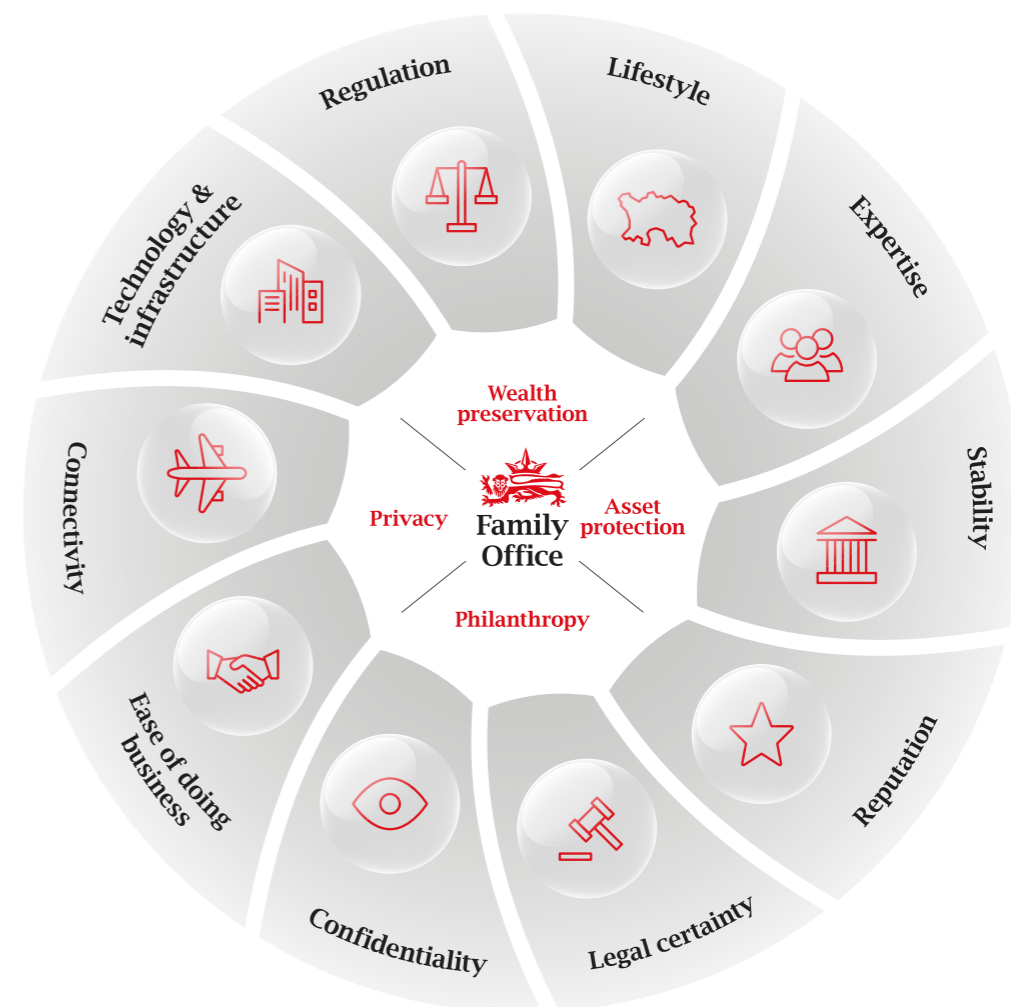 Regulation
Lifestyle
Expertise
Stability
Reputation
Legal certainty
Confidentiality
Ease of doing
business
Connectivity
Technology &
infrastructure
Wealth
preservation
Privacy
Family
Office
Asset
protection
Philanthropy